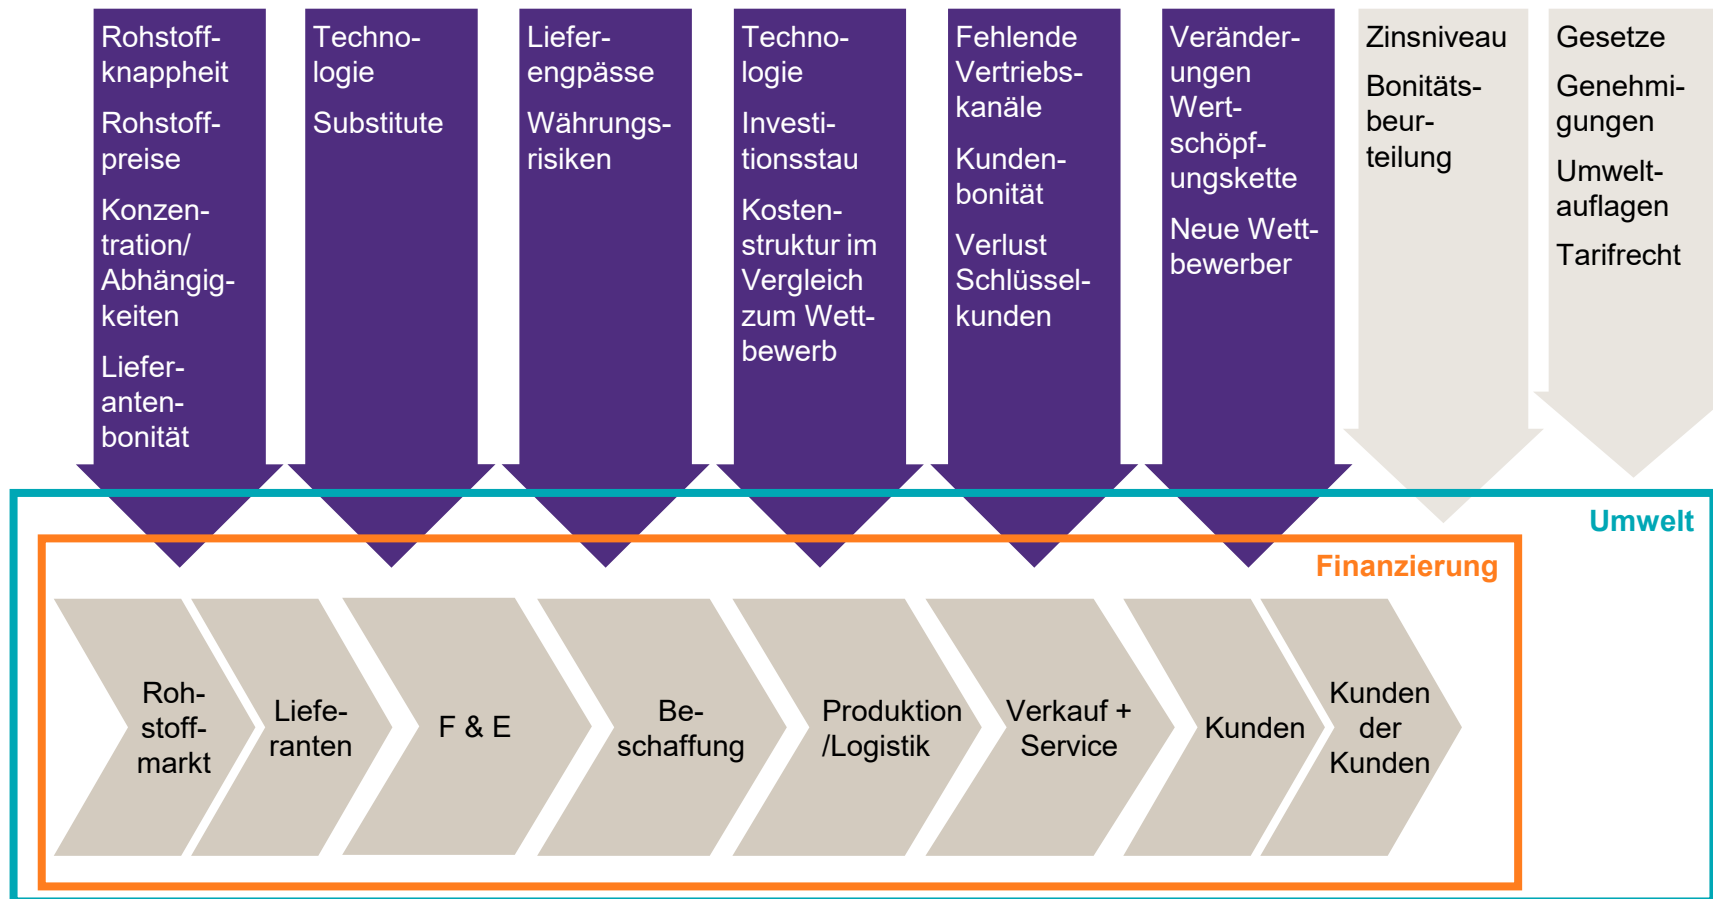 Rohstoff-
knappheit
Rohstoff-
preise
Konzen-
tration/
Abhängig-
keiten
Liefer-
anten-
bonität
Techno-
logie
Substitute
Liefer-
engpässe
Währungs-
risiken
Techno-
logie
Investi-
tionsstau
Kosten-
struktur im
Vergleich
zum Wett-
bewerb
Fehlende
Vertriebs-
kanäle
Kunden-
bonität
Verlust
Schlüssel-
kunden
Veränder-
ungen
Wert-
schöpf-
ungskette
Neue Wett-
bewerber
Zinsniveau
Bonitäts-
beur-
teilung
Gesetze
Genehmi-
gungen
Umwelt-
auflagen
Tarifrecht
Umwelt
Finanzierung
Roh-
stoff-
markt
Liefe-
ranten
F & E
Be-
schaffung
Produktion
/Logistik
Verkauf +
Service
Kunden
Kunden
der
Kunden